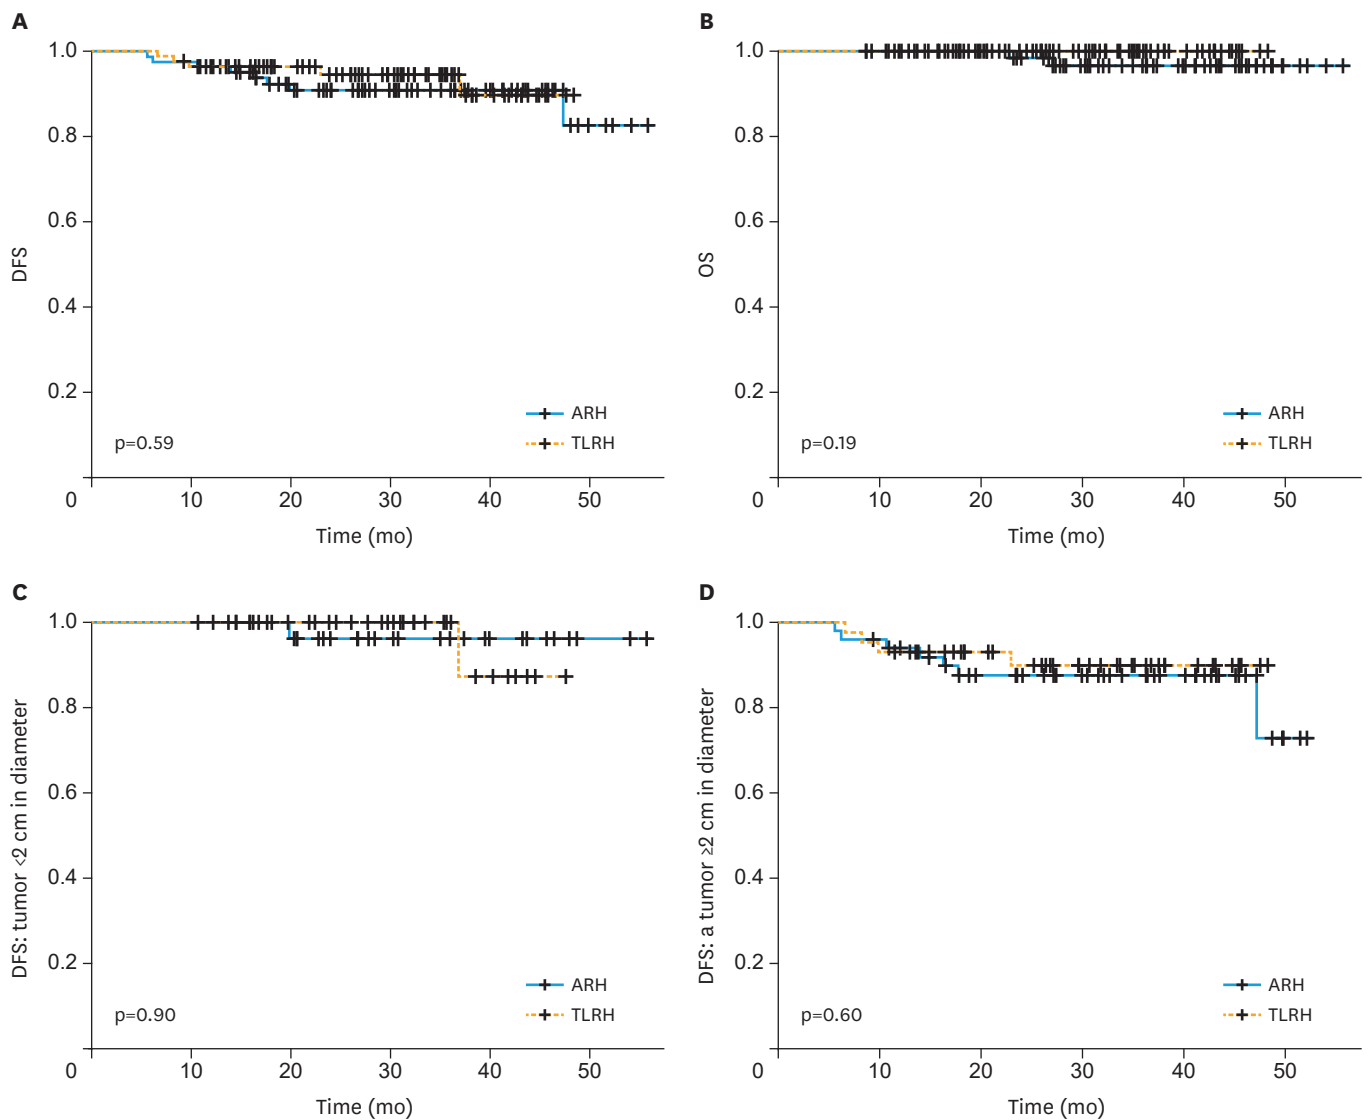 A
1.0
0.8
0.6
0.4
0.2
0
10
20
30
40
50
DFS
Time (mo)
p=0.59
ARH
TLRH
B
1.0
0.8
0.6
0.4
0.2
0
10
20
30
40
50
OS
Time (mo)
p=0.19
ARH
TLRH
C
1.0
0.8
0.6
0.4
0.2
0
10
20
30
40
50
DFS: tumor <2 cm in diameter
Time (mo)
p=0.90
ARH
TLRH
D
1.0
0.8
0.6
0.4
0.2
0
10
20
30
40
50
DFS: a tumor ≥2 cm in diameter
Time (mo)
p=0.60
ARH
TLRH